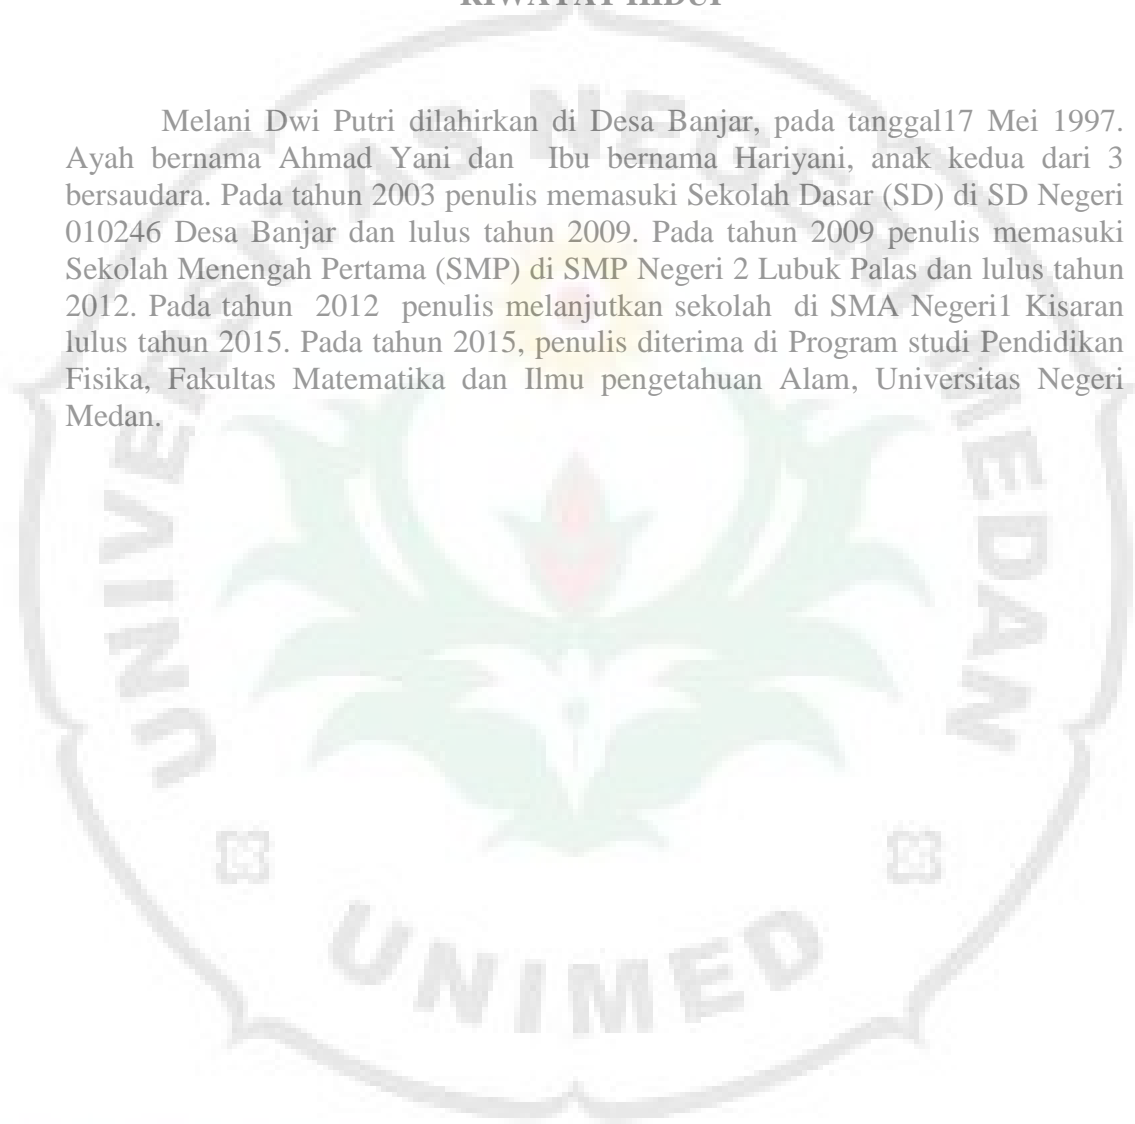 RIWAYAT HIDUP
Melani Dwi Putri dilahirkan di Desa Banjar, pada tanggal17 Mei 1997.
Ayah bernama Ahmad Yani dan Ibu bernama Hariyani, anak kedua dari 3
bersaudara. Pada tahun 2003 penulis memasuki Sekolah Dasar (SD) di SD Negeri
010246 Desa Banjar dan lulus tahun 2009. Pada tahun 2009 penulis memasuki
Sekolah Menengah Pertama (SMP) di SMP Negeri 2 Lubuk Palas dan lulus tahun
2012. Pada tahun 2012 penulis melanjutkan sekolah di SMA Negeri1 Kisaran
lulus tahun 2015. Pada tahun 2015, penulis diterima di Program studi Pendidikan
Fisika, Fakultas Matematika dan Ilmu pengetahuan Alam, Universitas Negeri
Medan.
UNIVERSITAS NEGERI MEDAN
UNIMED